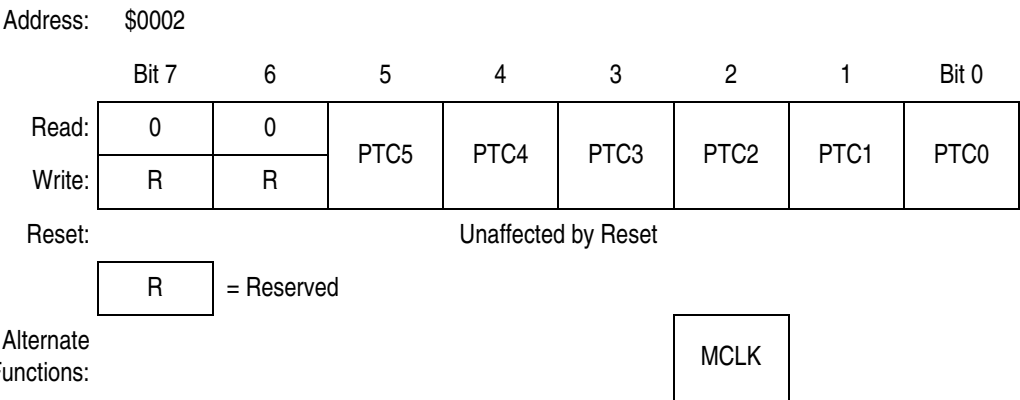 Address: $0002
Bit 7 6 5 4 3 2 1 Bit 0
Read: 0 0 PTC5 PTC4 PTC3 PTC2 PTC1 PTC0
Write: R R
Reset: Unaffected by Reset
R = Reserved
Alternate MCLK
unctions: